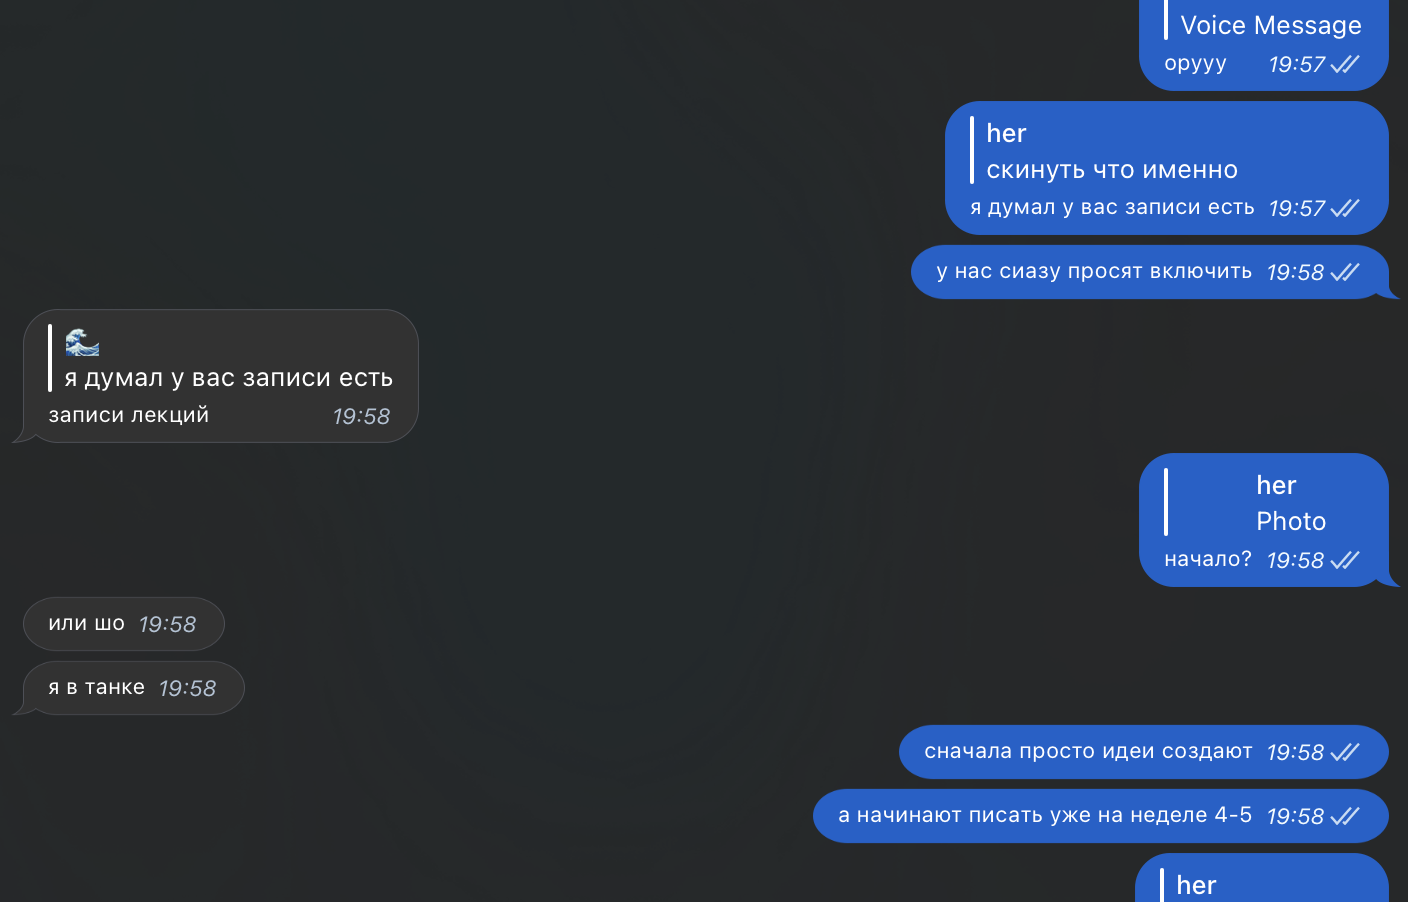 Voice Message
орууу 19:57
her
скинуть что именно
я думал у вас записи есть 19:57
у нас сиазу просят включить 19:58
🌊
я думал у вас записи есть
записи лекций 19:58
her
Photo
начало? 19:58
или шо 19:58
я в танке 19:58
сначала просто идеи создают 19:58
а начинают писать уже на неделе 4-5 19:58
her